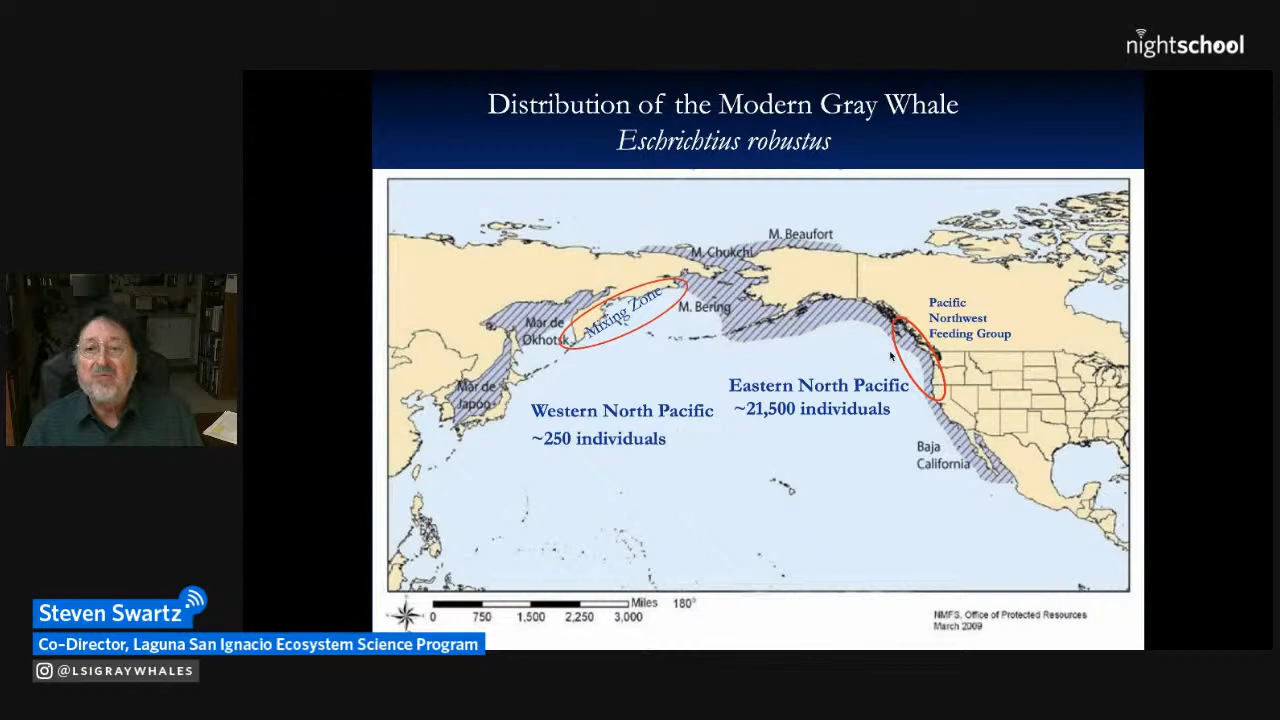 nightschool
Distribution of the Modern Gray Whale
Eschrichtius robustus
M. Beaufort
M. Chukchi
Mixing Zone
M. Bering
Mar de
Okhotsk
Pacific
Northwest
Feeding Group
Mar de
Japoo
Eastern North Pacific
~21,500 individuals
Western North Pacific
~250 individuals
Baja
California
Miles 180°
0 750 1,500 2,250 3,000
NMFS, Office of Protected Resources
March 2009
Steven Swartz
Co-Director, Laguna San Ignacio Ecosystem Science Program
@LSIGRAYWHALES